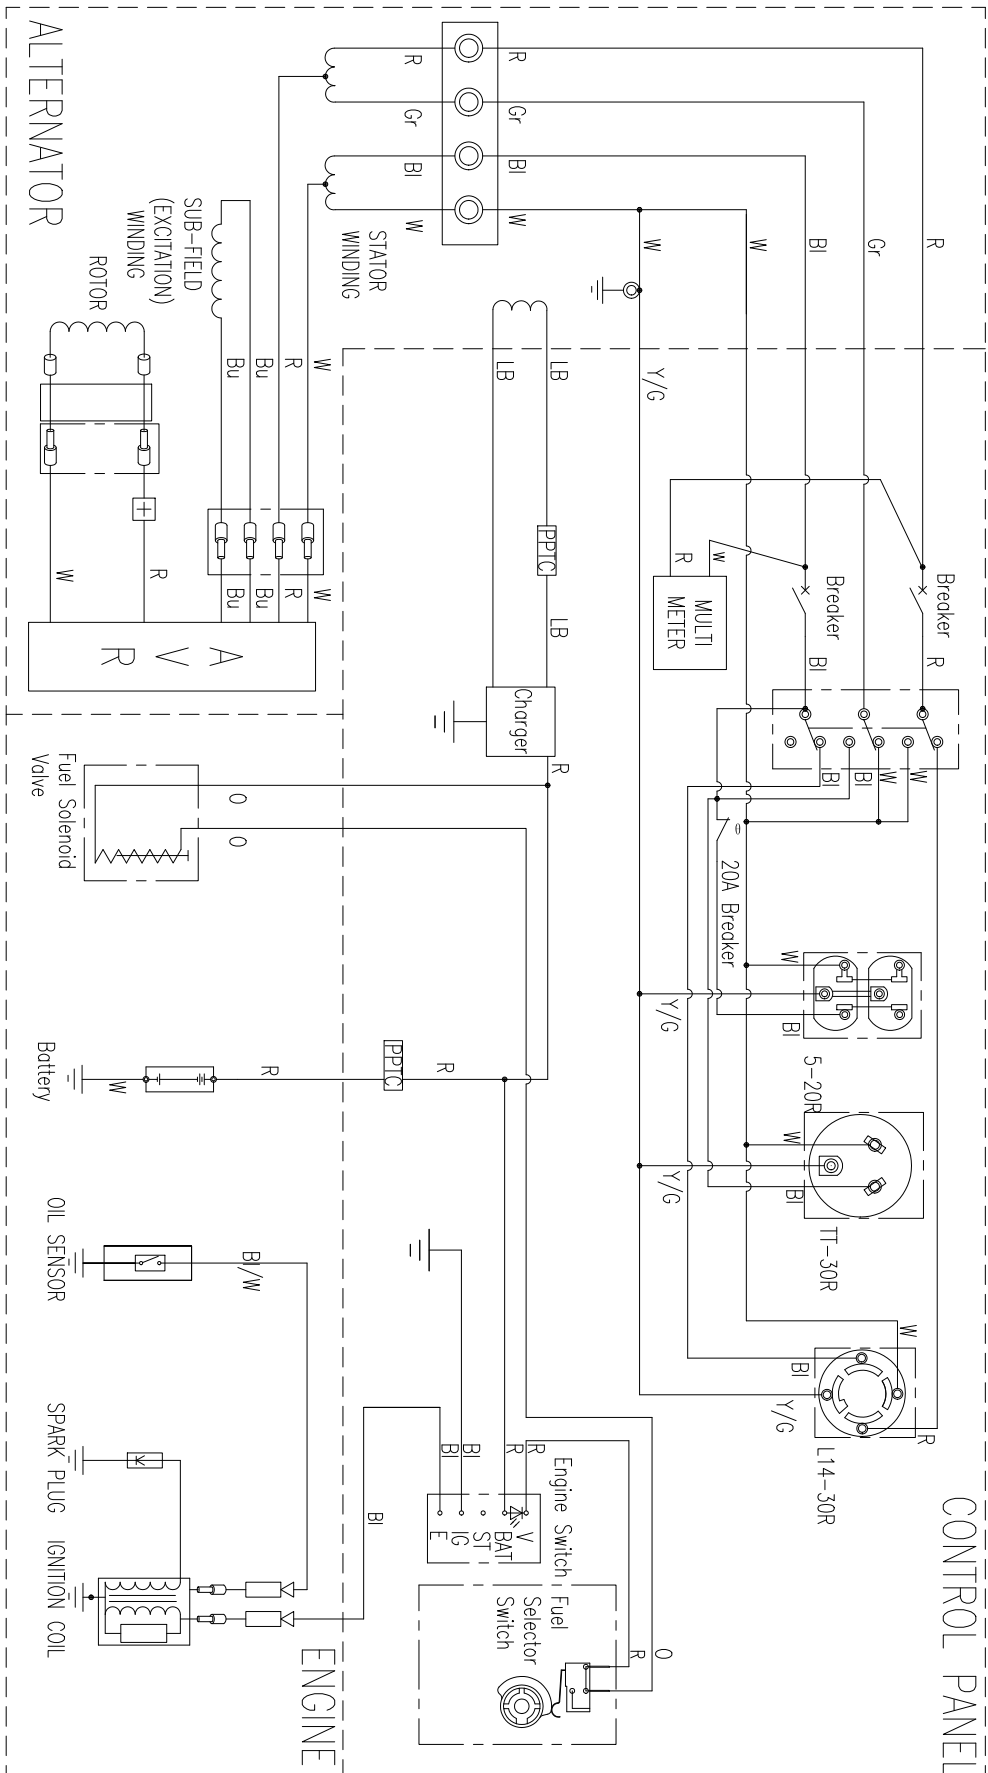 ALTERNATOR
R
Gr
Bl
W
R
Gr
Bl
W
STATOR
WINDING
SUB-FIELD
(EXCITATION)
WINDING
ROTOR
Bu
Bu
R
W
Bu
Bu
R
W
W
R
A V R
R
Gr
Bl
W
W
LB
LB
Y/G
PPTC
LB
MULTI
METER
R
W
Breaker
Breaker
R
Bl
Charger
R
Bl
Bl
W
W
20A Breaker
W
Y/G
Bl
5-20R
W
Y/G
Bl
TT-30R
W
Bl
Y/G
R
L14-30R
CONTROL PANEL
Fuel Solenoid
Valve
O
O
Battery
W
R
PPTC
R
OIL SENSOR
Bl/W
SPARK PLUG
IGNITION COIL
Bl
ENGINE
Bl
Bl
R
R
Engine Switch
V
BAT
ST
IG
E
Fuel
Selector
Switch
R
O